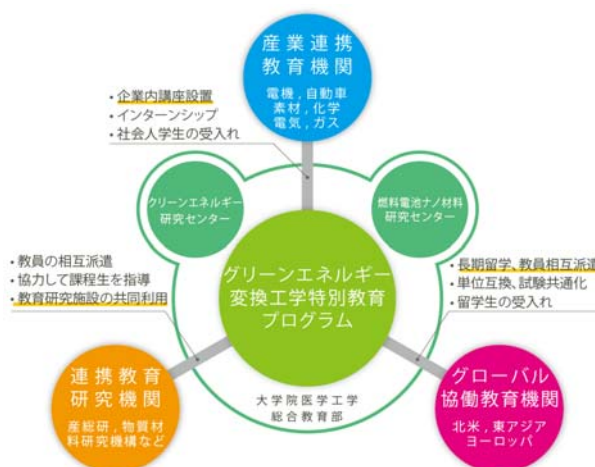 産業連携
教育機関
電機,自動車
素材,化学
電気,ガス
・企業内講座設置
・インターンシップ
・社会人学生の受入れ
クリーンエネルギー
研究センター
燃料電池ナノ材料
研究センター
・教員の相互派遣
・協力して課程生を指導
・教育研究施設の共同利用
グリーンエネルギー
変換工学特別教育
プログラム
・長期留学、教員相互派遣
・単位互換、試験共通化
・留学生の受入れ
連携教育
研究機関
産総研,物質材
料研究機構など
大学院医学工学
総合教育部
グローバル
協働教育機関
北米,東アジア
ヨーロッパ